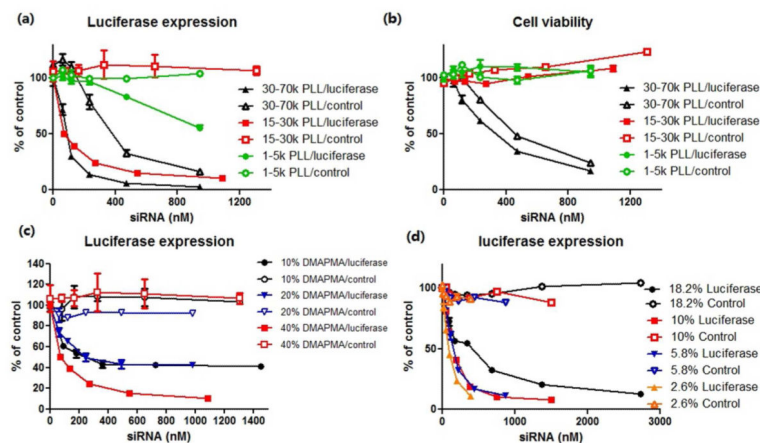 (a)
Luciferase expression
% of control
100
50
0
0
400
800
1200
siRNA (nM)
30-70k PLL/luciferase
30-70k PLL/control
15-30k PLL/luciferase
15-30k PLL/control
1-5k PLL/luciferase
1-5k PLL/control
(b)
Cell viability
% of control
100
50
0
0
400
800
1200
siRNA (nM)
30-70k PLL/luciferase
30-70k PLL/control
15-30k PLL/luciferase
15-30k PLL/control
1-5k PLL/luciferase
1-5k PLL/control
(c)
Luciferase expression
% of control
140
120
100
80
60
40
20
0
0 200 400 600 800 1000 1200 1400
siRNA (nM)
10% DMAPMA/luciferase
10% DMAPMA/control
20% DMAPMA/luciferase
20% DMAPMA/control
40% DMAPMA/luciferase
40% DMAPMA/control
(d)
luciferase expression
% of control
100
50
0
0
1000
2000
3000
siRNA (nM)
18.2% Luciferase
18.2% Control
10% Luciferase
10% Control
5.8% Luciferase
5.8% Control
2.6% Luciferase
2.6% Control